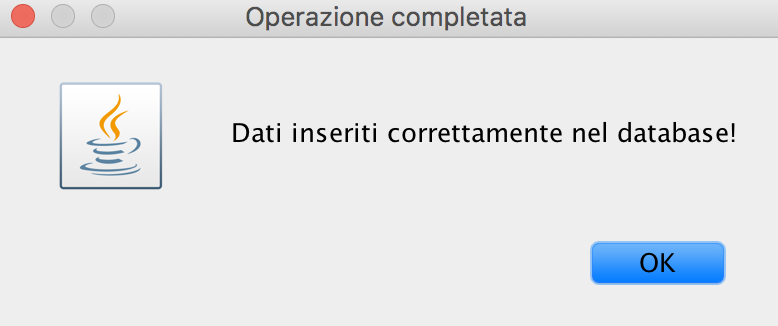 Operazione completata
Dati inseriti correttamente nel database!
OK